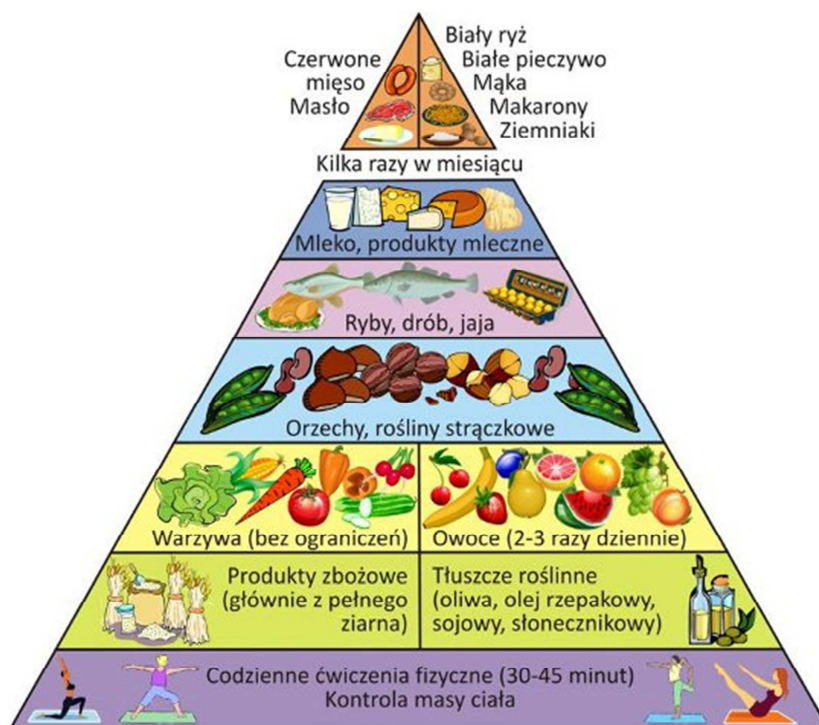 Czerwone
mięso
Masło
Biały ryż
Białe pieczywo
Mąka
Makarony
Ziemniaki
Kilka razy w miesiącu
Mleko, produkty mleczne
Ryby, drób, jaja
Orzechy, rośliny strączkowe
Warzywa (bez ograniczeń)
Owoce (2-3 razy dziennie)
Produkty zbożowe
(głównie z pełnego
ziarna)
Tłuszcze roślinne
(oliwa, olej rzepakowy,
sojowy, słonecznikowy)
Codzienne ćwiczenia fizyczne (30-45 minut)
Kontrola masy ciała